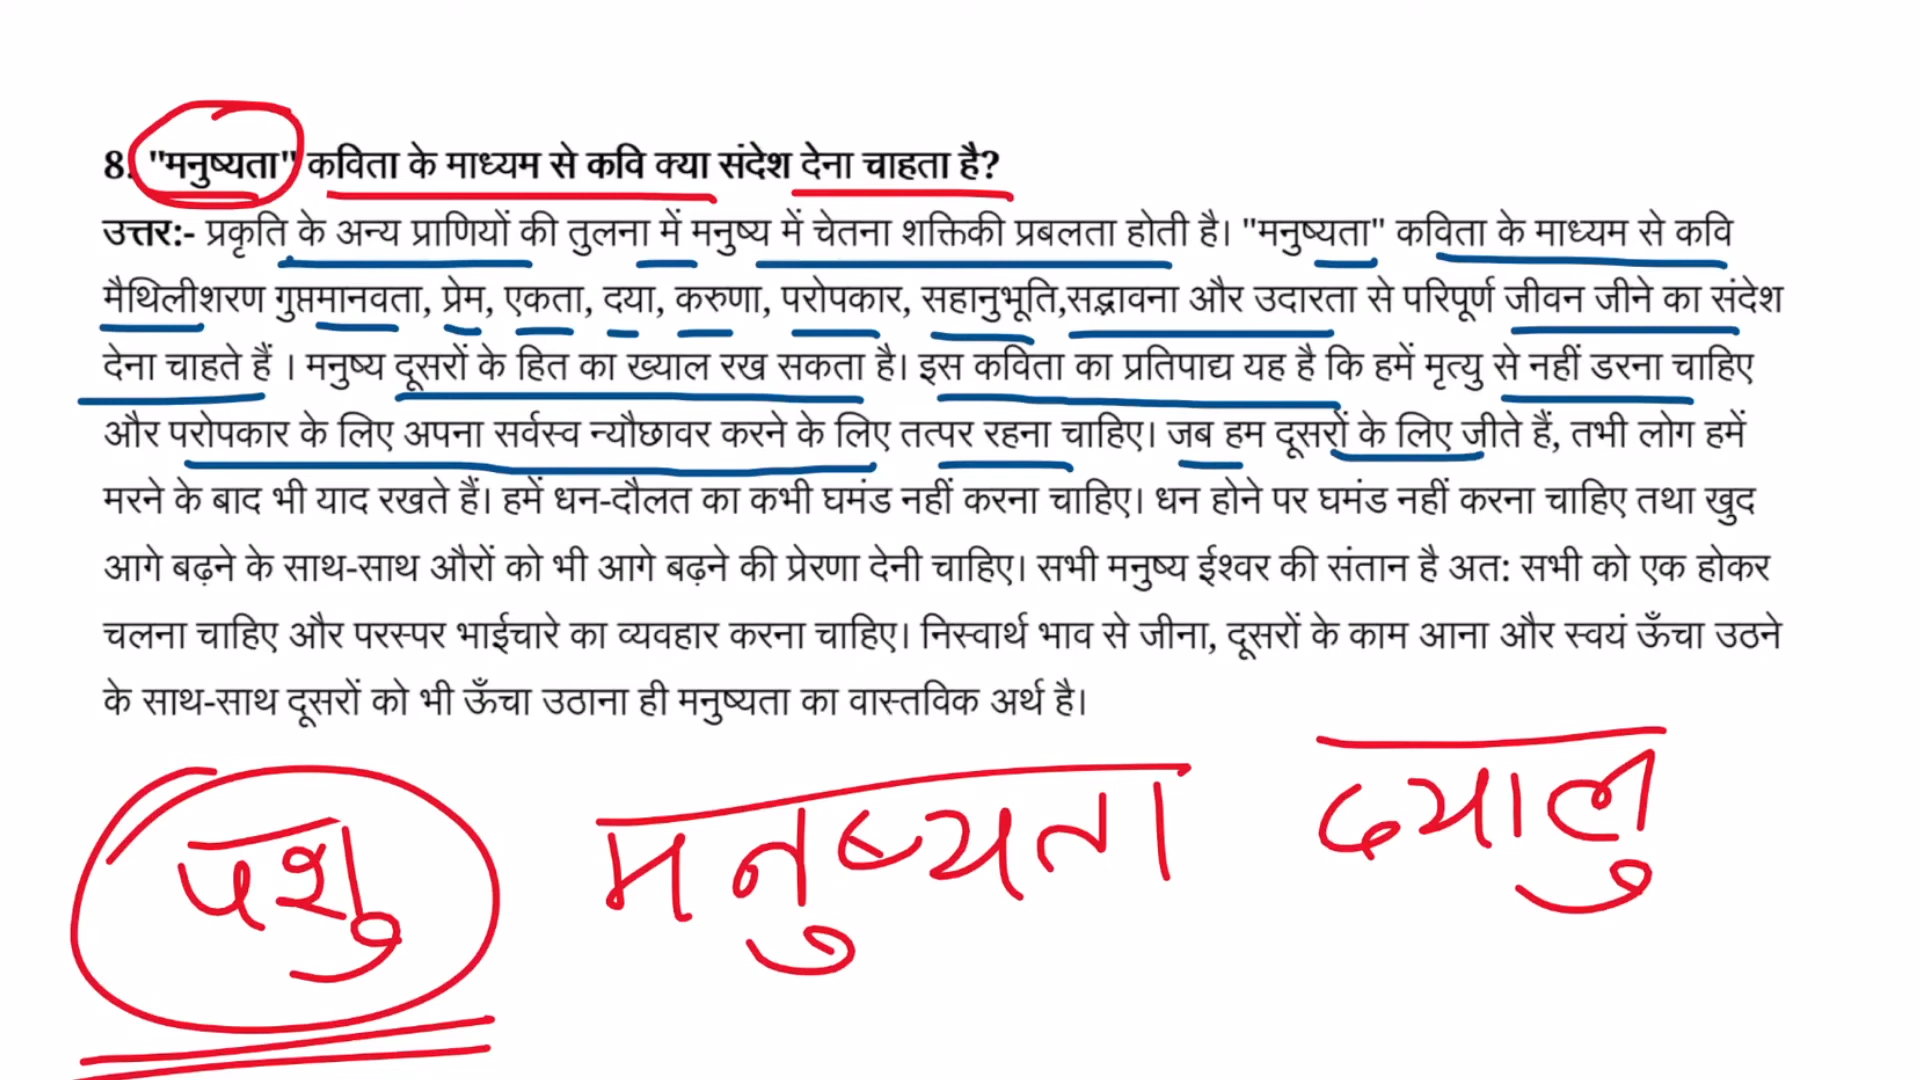 8. "मनुष्यता" कविता के माध्यम से कवि क्या संदेश देना चाहता है?
उत्तर:- प्रकृति के अन्य प्राणियों की तुलना में मनुष्य में चेतना शक्तिकी प्रबलता होती है। "मनुष्यता" कविता के माध्यम से कवि
मैथिलीशरण गुप्तमानवता, प्रेम, एकता, दया, करुणा, परोपकार, सहानुभूति,सद्भावना और उदारता से परिपूर्ण जीवन जीने का संदेश
देना चाहते हैं । मनुष्य दूसरों के हित का ख्याल रख सकता है। इस कविता का प्रतिपाद्य यह है कि हमें मृत्यु से नहीं डरना चाहिए
और परोपकार के लिए अपना सर्वस्व न्यौछावर करने के लिए तत्पर रहना चाहिए। जब हम दूसरों के लिए जीते हैं, तभी लोग हमें
मरने के बाद भी याद रखते हैं। हमें धन-दौलत का कभी घमंड नहीं करना चाहिए। धन होने पर घमंड नहीं करना चाहिए तथा खुद
आगे बढ़ने के साथ-साथ औरों को भी आगे बढ़ने की प्रेरणा देनी चाहिए। सभी मनुष्य ईश्वर की संतान है अत: सभी को एक होकर
चलना चाहिए और परस्पर भाईचारे का व्यवहार करना चाहिए। निस्वार्थ भाव से जीना, दूसरों के काम आना और स्वयं ऊँचा उठने
के साथ-साथ दूसरों को भी ऊँचा उठाना ही मनुष्यता का वास्तविक अर्थ है।
पशु मनुष्यता दयालु